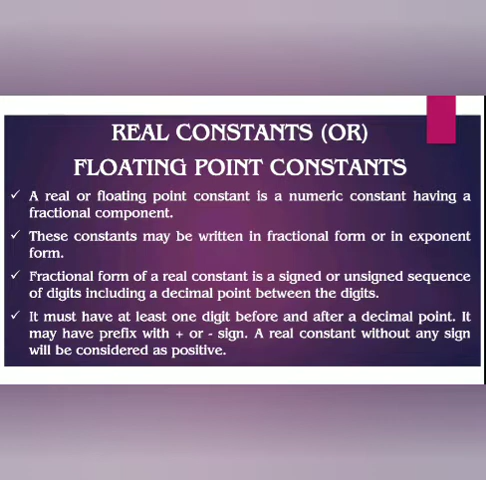 REAL CONSTANTS (OR)
FLOATING POINT CONSTANTS
✓ A real or floating point constant is a numeric constant having a
fractional component.
✓ These constants may be written in fractional form or in exponent
form.
✓ Fractional form of a real constant is a signed or unsigned sequence
of digits including a decimal point between the digits.
✓ It must have at least one digit before and after a decimal point. It
may have prefix with + or - sign. A real constant without any sign
will be considered as positive.